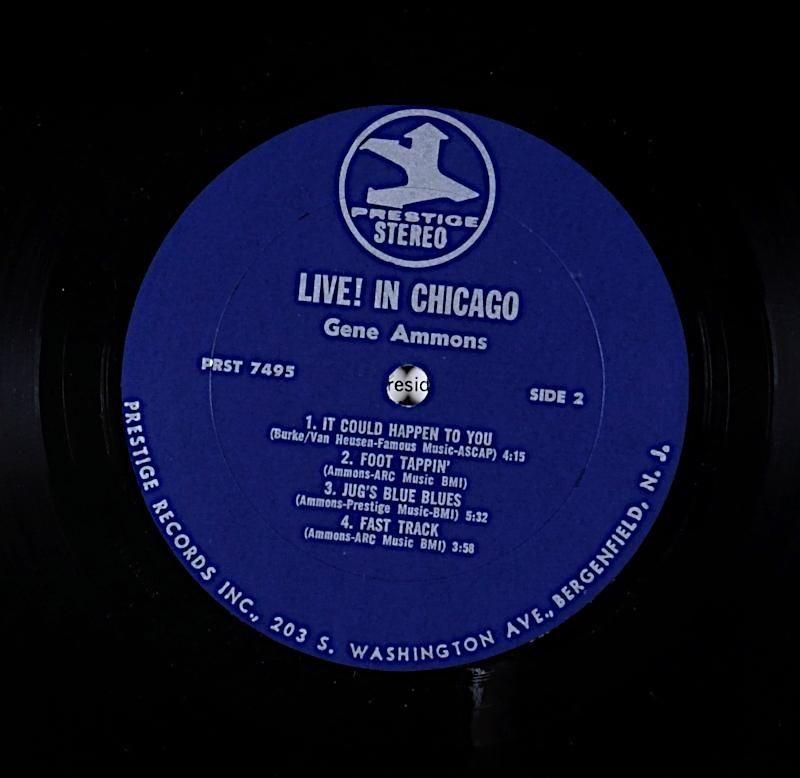 PRESTIGE
STEREO
LIVE! IN CHICAGO
Gene Ammons
PRST 7495
resid
SIDE 2
1. IT COULD HAPPEN TO YOU
(Burke/Van Heusen-Famous Music-ASCAP) 4:15
2. FOOT TAPPIN'
(Ammons-ARC Music BMI)
3. JUG'S BLUE BLUES
(Ammons-Prestige Music-BMI) 5:32
4. FAST TRACK
(Ammons-ARC Music BMI) 3:58
PRESTIGE RECORDS INC., 203 S. WASHINGTON AVE., BERGENFIELD, N. J.